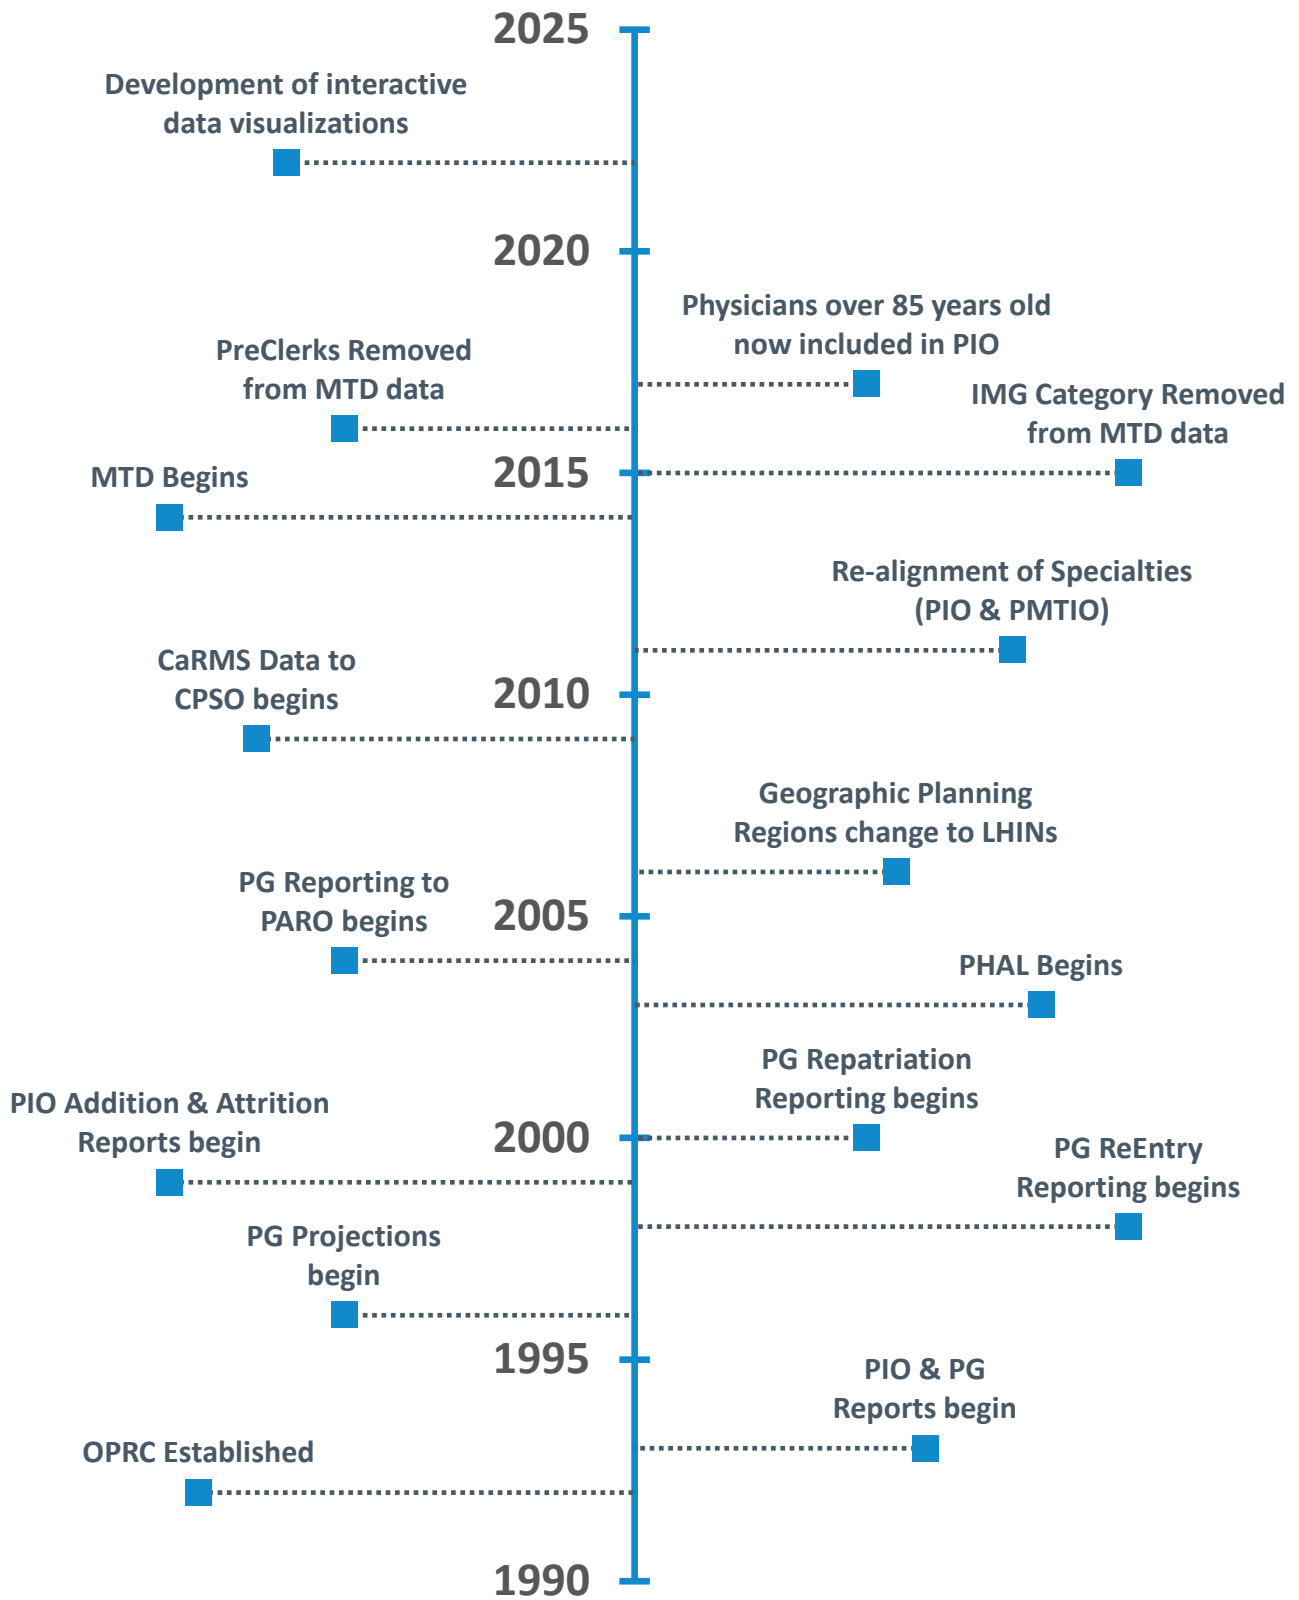 2025
Development of interactive
data visualizations
2020
Physicians over 85 years old
now included in PIO
PreClerks Removed
from MTD data
IMG Category Removed
from MTD data
2015
MTD Begins
Re-alignment of Specialties
(PIO & PMTIO)
CaRMS Data to
CPSO begins
2010
Geographic Planning
Regions change to LHINs
PG Reporting to
PARO begins
2005
PHAL Begins
PG Repatriation
Reporting begins
PIO Addition & Attrition
Reports begin
2000
PG ReEntry
Reporting begins
PG Projections
begin
1995
PIO & PG
Reports begin
OPRC Established
1990